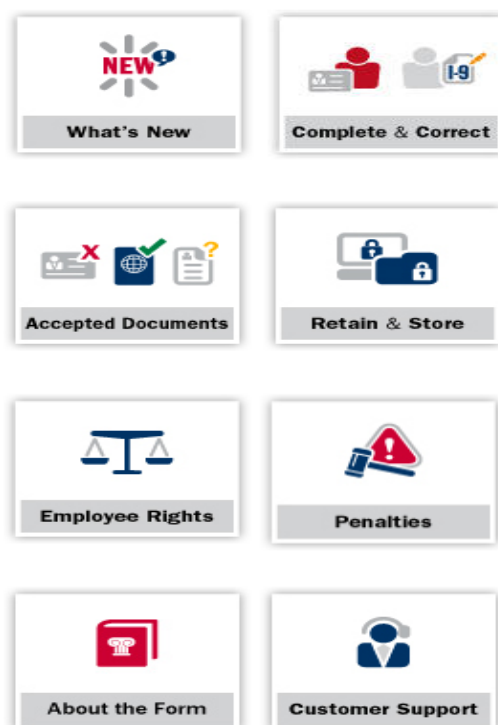 NEW
What's New
I-9
Complete & Correct
Accepted Documents
Retain & Store
Employee Rights
Penalties
About the Form
Customer Support